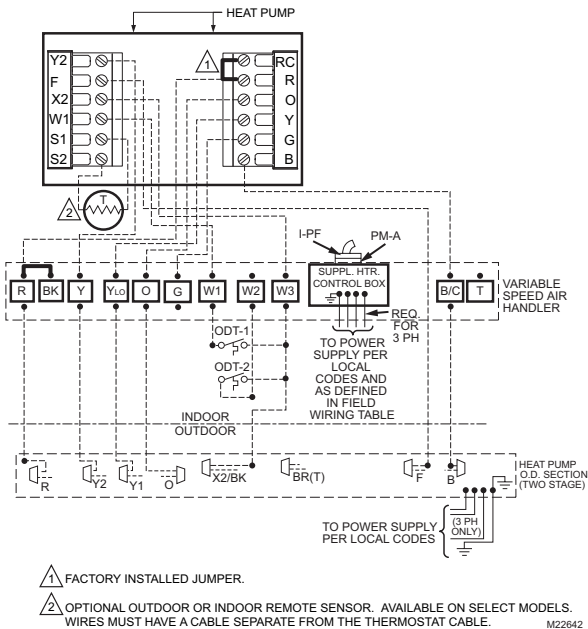 HEAT PUMP
Y2
F
X2
W1
S1
S2
1
RC
R
O
Y
G
B
2
T
I-PF
PM-A
SUPPL. HTR.
CONTROL BOX
R
BK
Y
YLO
O
G
W1
W2
W3
B/C
T
VARIABLE
SPEED AIR
HANDLER
REQ.
FOR
3 PH
ODT-1
ODT-2
TO POWER
SUPPLY PER
LOCAL
CODES AND
AS DEFINED
IN FIELD
WIRING TABLE
INDOOR
OUTDOOR
R
Y2
Y1
O
X2/BK
BR(T)
F
B
HEAT PUMP
O.D. SECTION
(TWO STAGE)
TO POWER SUPPLY
PER LOCAL CODES
(3 PH
ONLY)
1 FACTORY INSTALLED JUMPER.
2 OPTIONAL OUTDOOR OR INDOOR REMOTE SENSOR. AVAILABLE ON SELECT MODELS.
WIRES MUST HAVE A CABLE SEPARATE FROM THE THERMOSTAT CABLE.
M22642